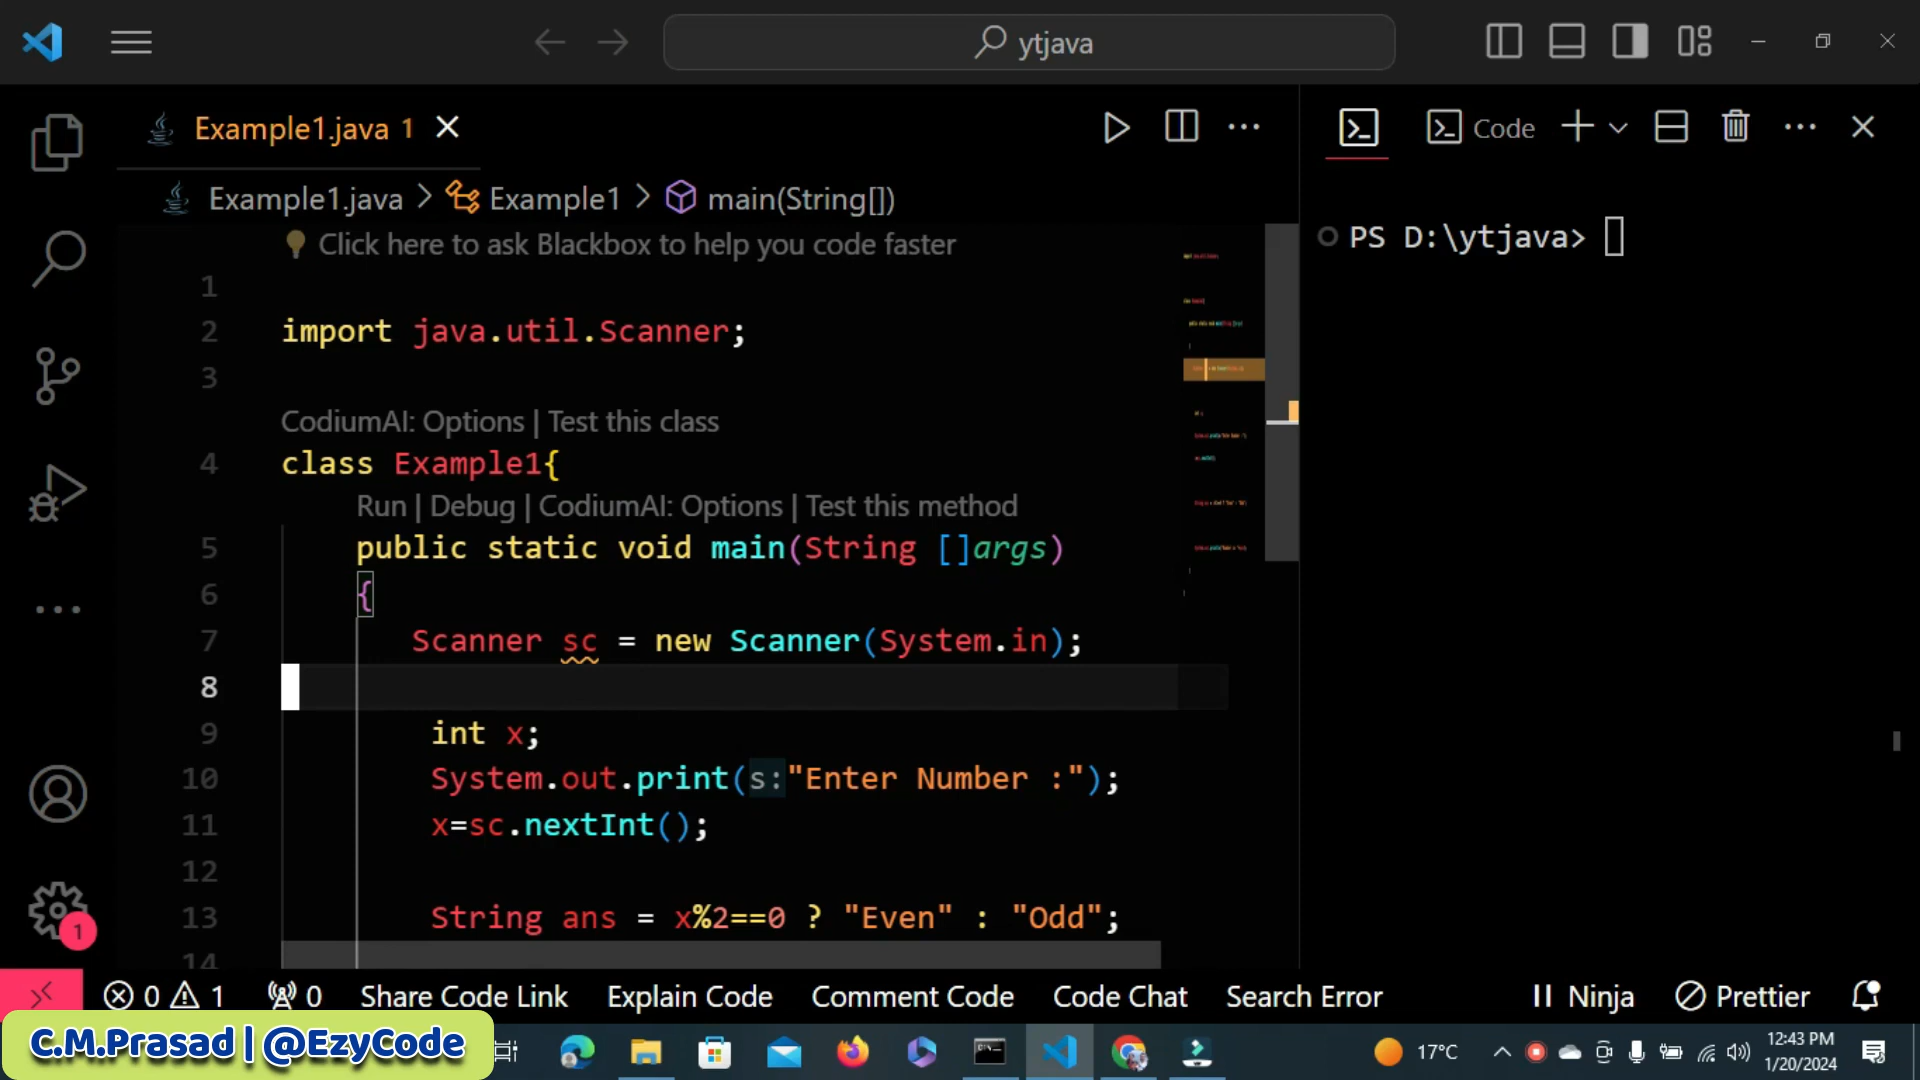 ytjava
Example1.java 1
Code
Example1.java > Example1 > main(String[])
Click here to ask Blackbox to help you code faster
PS D:\ytjava>
1
2 import java.util.Scanner;
3
CodiumAI: Options | Test this class
4 class Example1{
Run | Debug | CodiumAI: Options | Test this method
5 public static void main(String []args)
6 {
7 Scanner sc = new Scanner(System.in);
8
9 int x;
10 System.out.print(s:"Enter Number :");
11 x=sc.nextInt();
12
13 String ans = x%2==0 ? "Even" : "Odd";
14
1
0 1 0 Share Code Link Explain Code Comment Code Code Chat Search Error Ninja Prettier
C.M.Prasad | @EzyCode
17°C
12:43 PM
1/20/2024